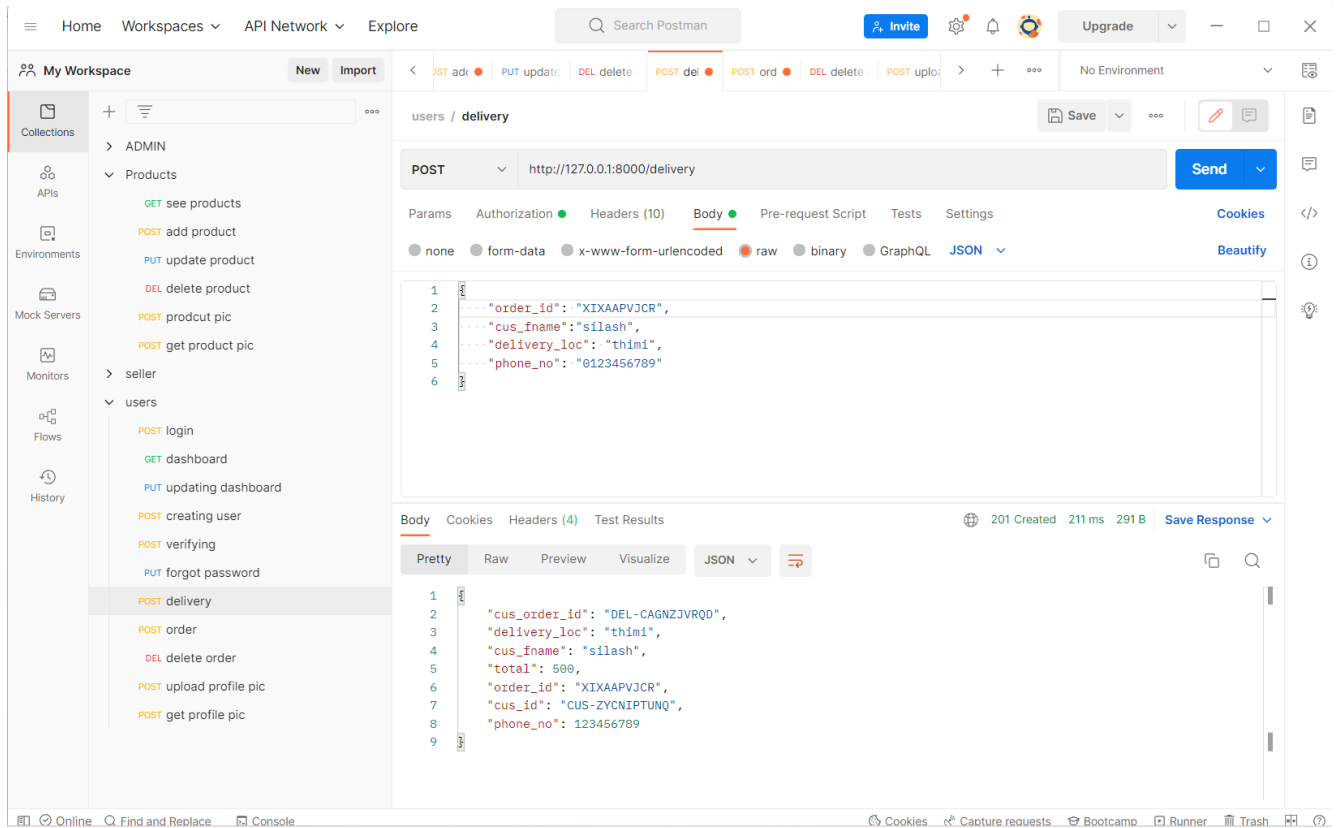 Home Workspaces API Network Explore Search Postman Invite Upgrade
My Workspace New Import
OST adc PUT update DEL delete POST del POST ord DEL delete POST uploa No Environment
Collections
APIs
Environments
Mock Servers
Monitors
Flows
History
ADMIN
Products
GET see products
POST add product
PUT update product
DEL delete product
POST prodcut pic
POST get product pic
seller
users
POST login
GET dashboard
PUT updating dashboard
POST creating user
POST verifying
PUT forgot password
POST delivery
POST order
DEL delete order
POST upload profile pic
POST get profile pic
users / delivery Save
POST http://127.0.0.1:8000/delivery Send
Params Authorization Headers (10) Body Pre-request Script Tests Settings Cookies
none form-data x-www-form-urlencoded raw binary GraphQL JSON Beautify
1 {
2 "order_id": "XIXAAPVJCR",
3 "cus_fname":"silash",
4 "delivery_loc": "thimi",
5 "phone_no": "0123456789"
6 }
Body Cookies Headers (4) Test Results 201 Created 211 ms 291 B Save Response
Pretty Raw Preview Visualize JSON
1 {
2 "cus_order_id": "DEL-CAGNZJVRQD",
3 "delivery_loc": "thimi",
4 "cus_fname": "silash",
5 "total": 500,
6 "order_id": "XIXAAPVJCR",
7 "cus_id": "CUS-ZYCNIPTUNQ",
8 "phone_no": 123456789
9 }
Online Find and Replace Console Cookies Capture requests Bootcamp Runner Trash